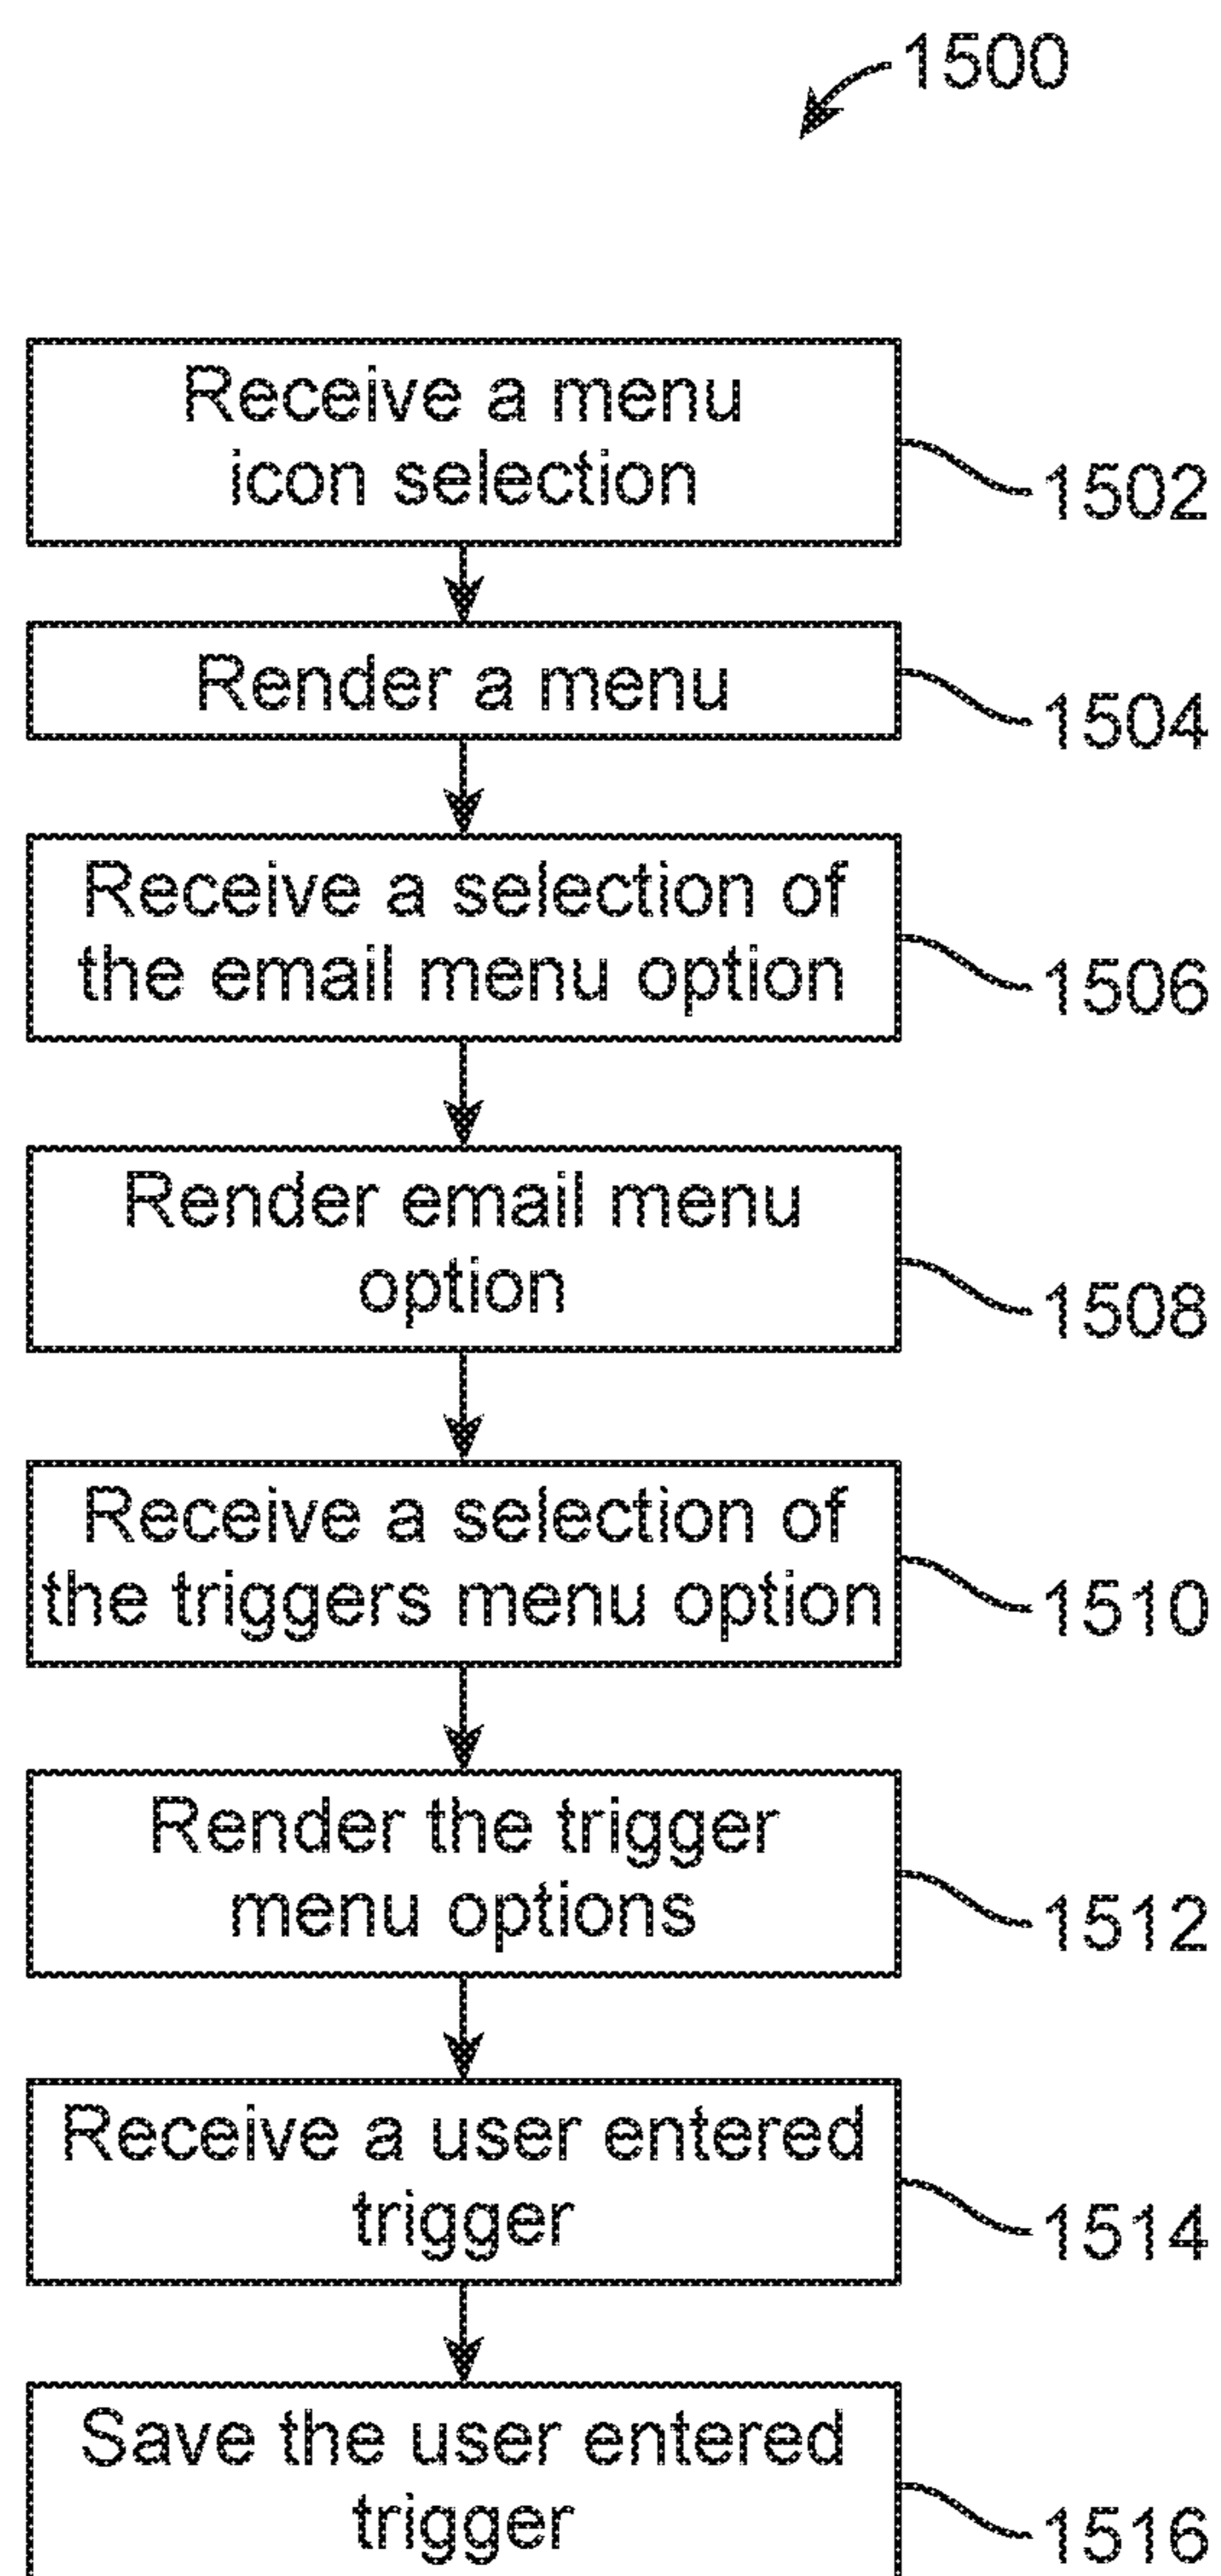 1500
Receive a menu
icon selection
1502
Render a menu
1504
Receive a selection of
the email menu option
1506
Render email menu
option
1508
Receive a selection of
the triggers menu option
1510
Render the trigger
menu options
1512
Receive a user entered
trigger
1514
Save the user entered
trigger
1516